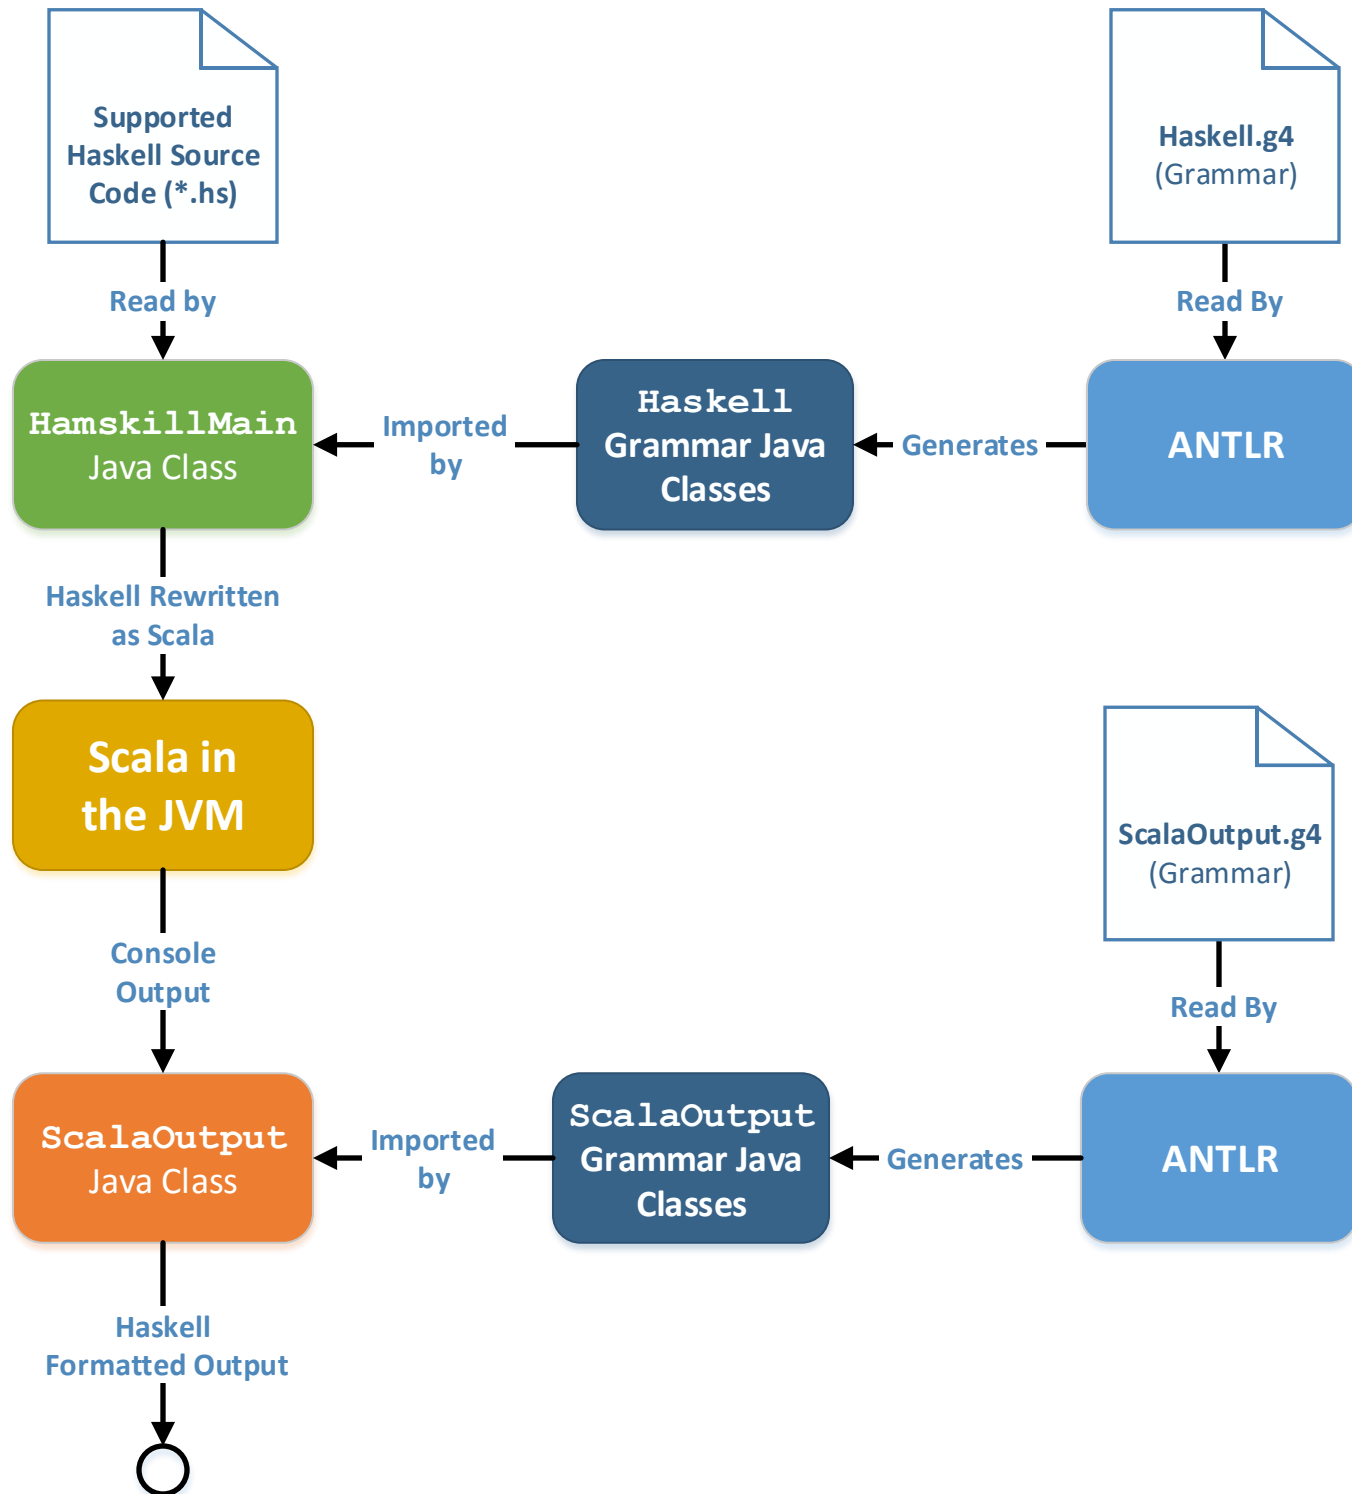 Supported
Haskell Source
Code (*.hs)
Haskell.g4
(Grammar)
Read by
Read By
HamskillMain
Java Class
Imported
by
Haskell
Grammar Java
Classes
Generates
ANTLR
Haskell Rewritten
as Scala
Scala in
the JVM
ScalaOutput.g4
(Grammar)
Console
Output
Read By
ScalaOutput
Java Class
Imported
by
ScalaOutput
Grammar Java
Classes
Generates
ANTLR
Haskell
Formatted Output